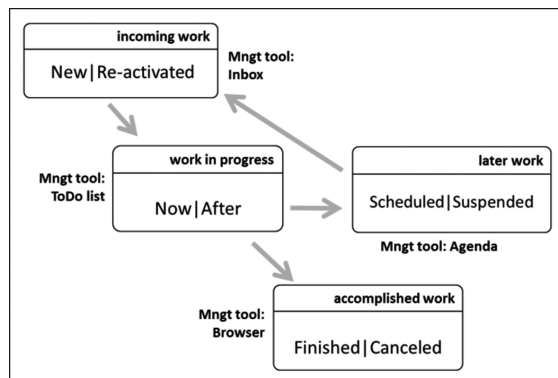 incoming work
New|Re-activated
Mngt tool:
Inbox
work in progress
Now|After
Mngt tool:
ToDo list
later work
Scheduled|Suspended
Mngt tool: Agenda
accomplished work
Finished|Canceled
Mngt tool:
Browser